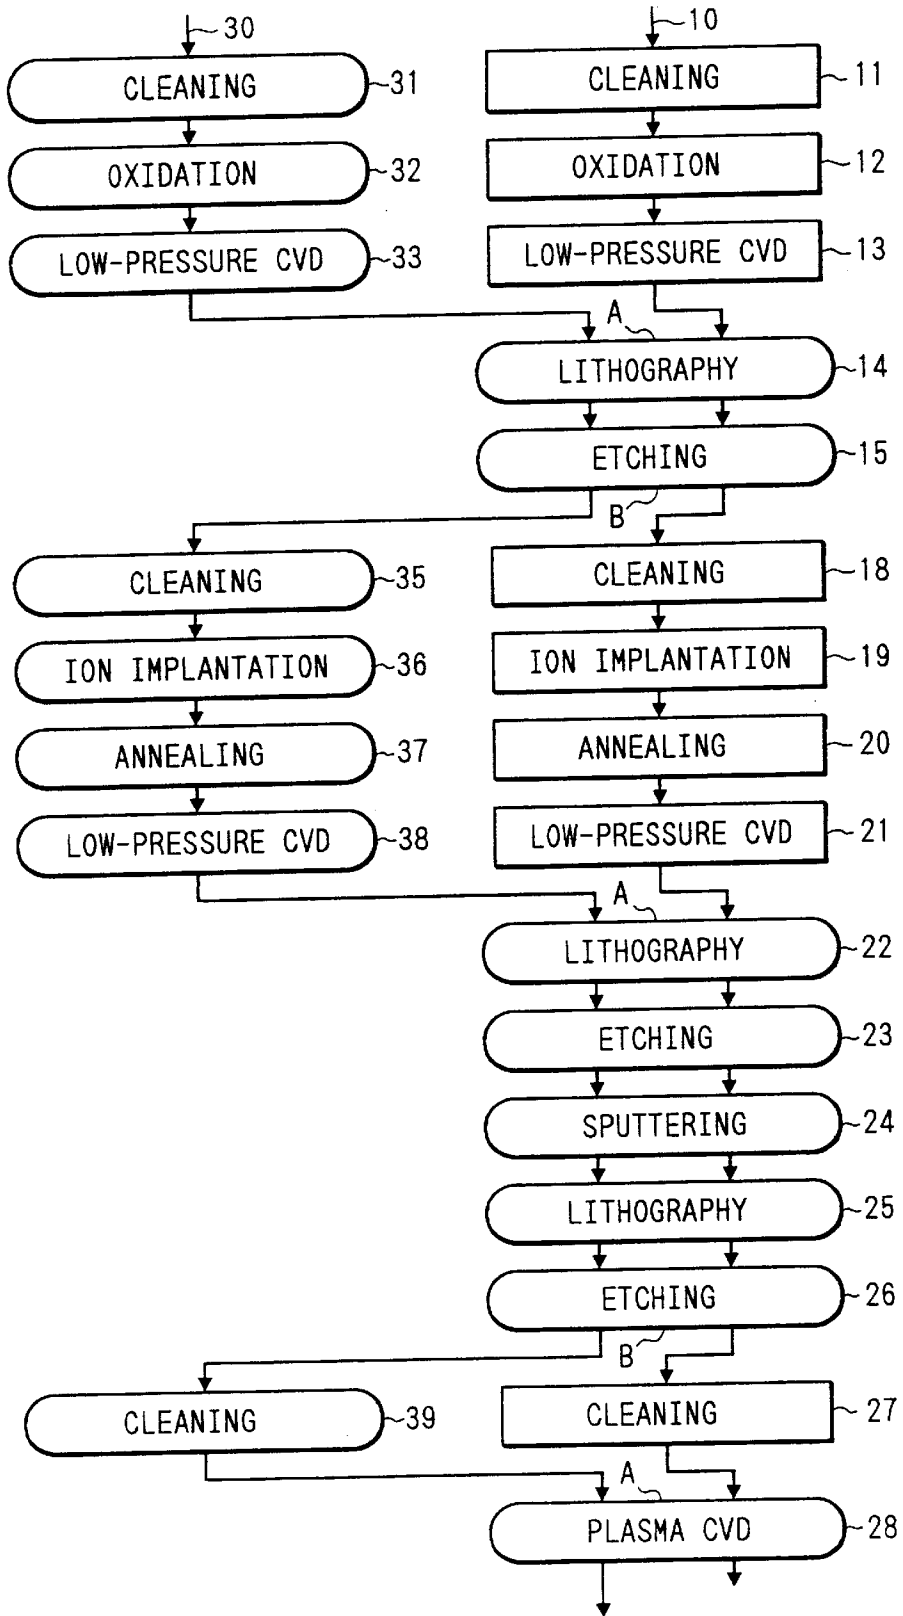 30
10
CLEANING 31
CLEANING 11
OXIDATION 32
OXIDATION 12
LOW-PRESSURE CVD 33
LOW-PRESSURE CVD 13
A
LITHOGRAPHY 14
ETCHING 15
B
CLEANING 35
CLEANING 18
ION IMPLANTATION 36
ION IMPLANTATION 19
ANNEALING 37
ANNEALING 20
LOW-PRESSURE CVD 38
LOW-PRESSURE CVD 21
A
LITHOGRAPHY 22
ETCHING 23
SPUTTERING 24
LITHOGRAPHY 25
ETCHING 26
B
CLEANING 39
CLEANING 27
A
PLASMA CVD 28